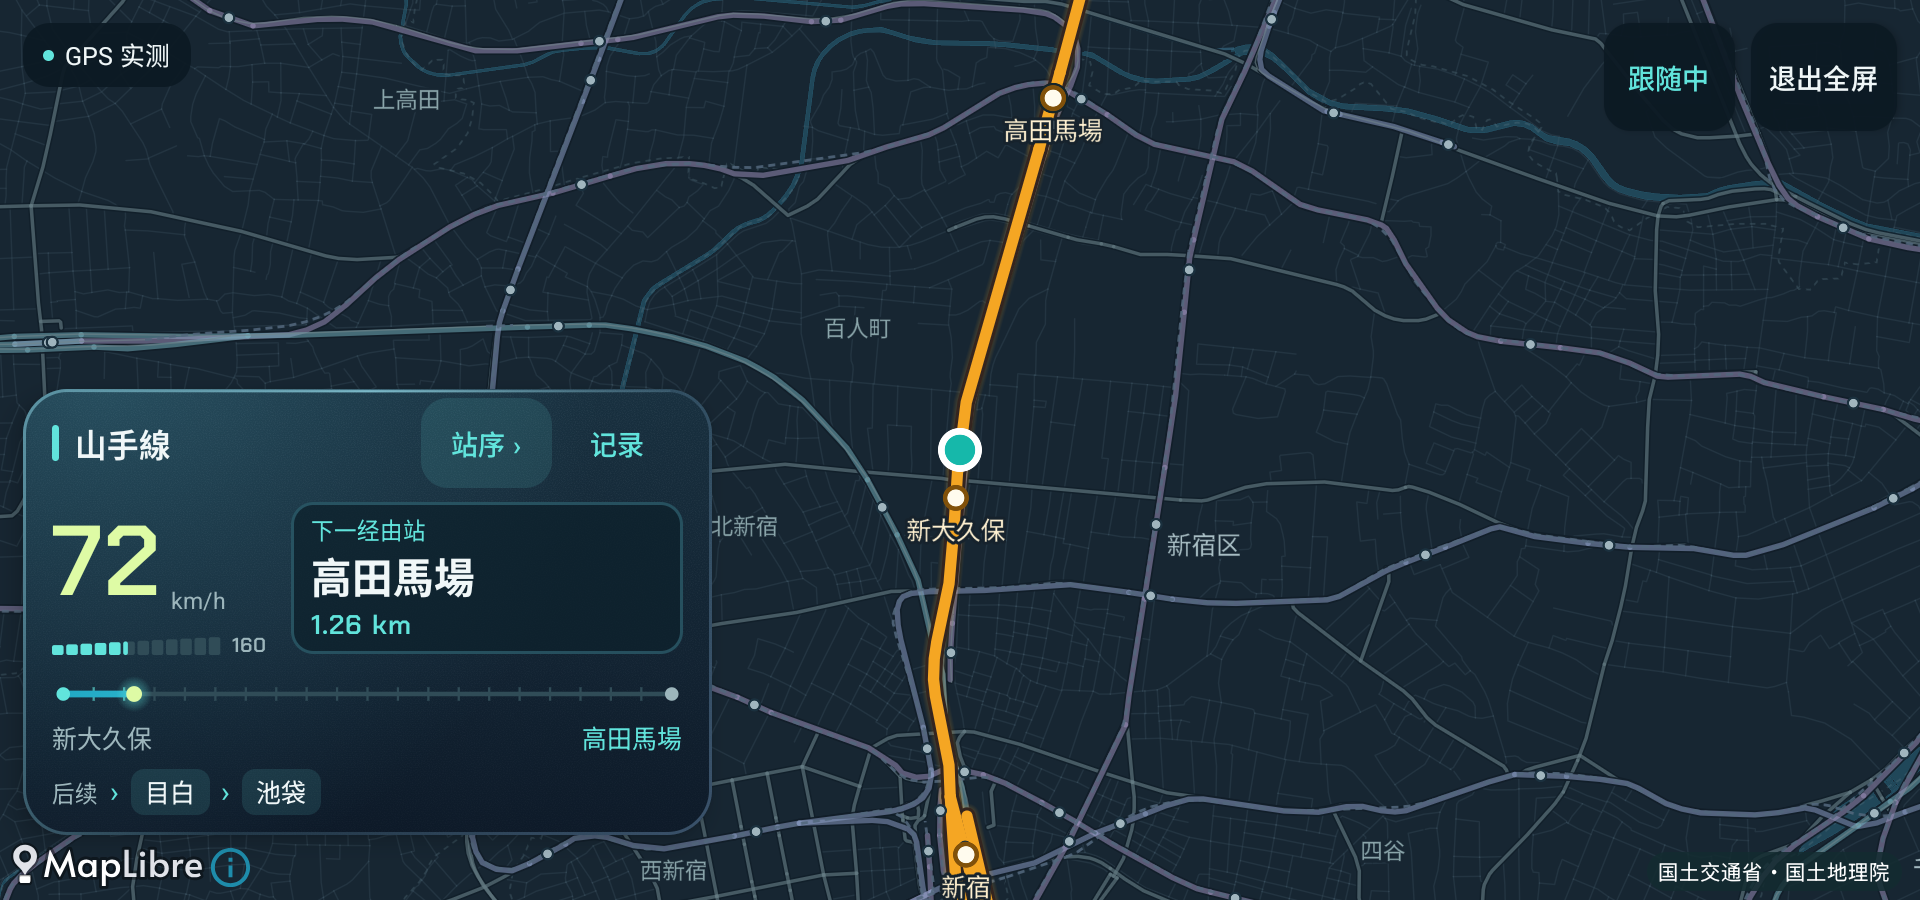 GPS 实测
跟随中
退出全屏
上高田
高田馬場
百人町
北新宿
新大久保
新宿区
山手線
站序 ›
记录
72 km/h
160
下一经由站
高田馬場
1.26 km
新大久保
高田馬場
后续 › 目白 › 池袋
西新宿
新宿
四谷
MapLibre
国土交通省・国土地理院